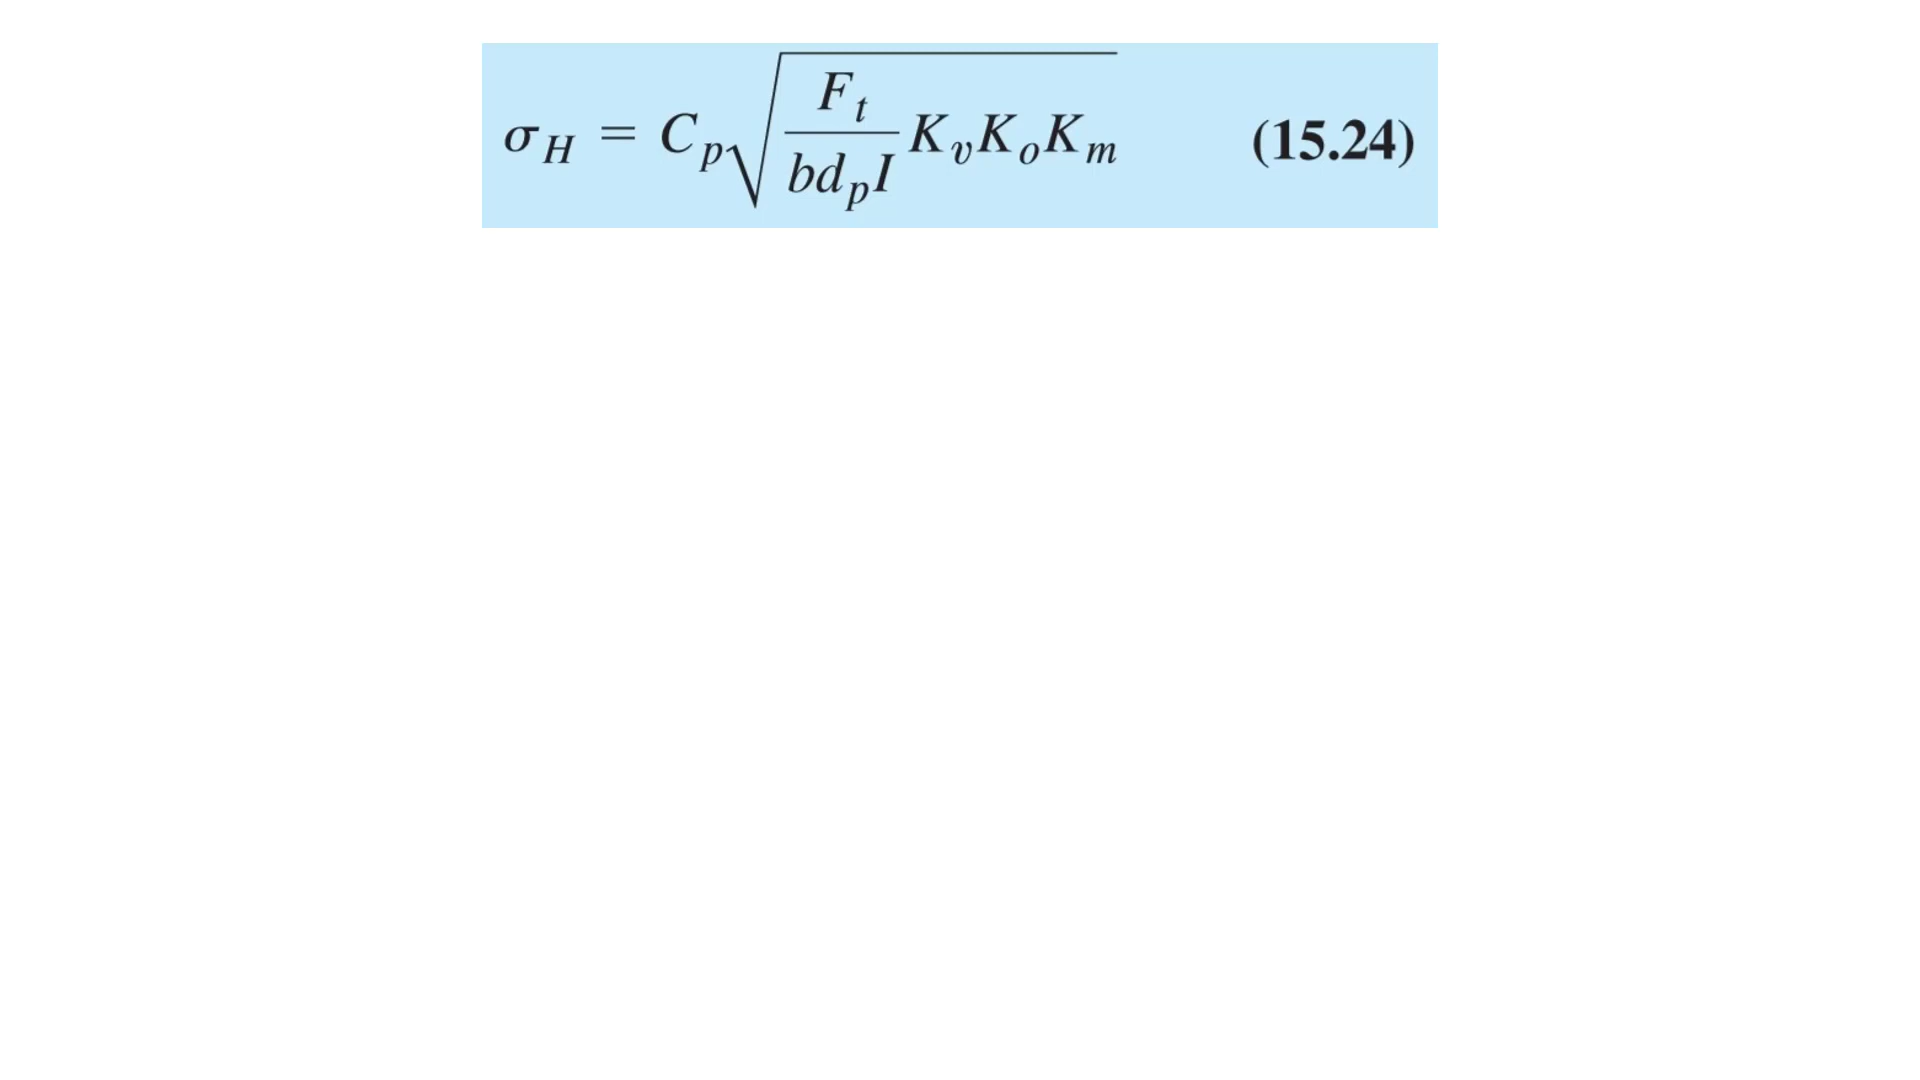 σ_H = C_p √(F_t / (b d_p I) K_v K_o K_m) (15.24)